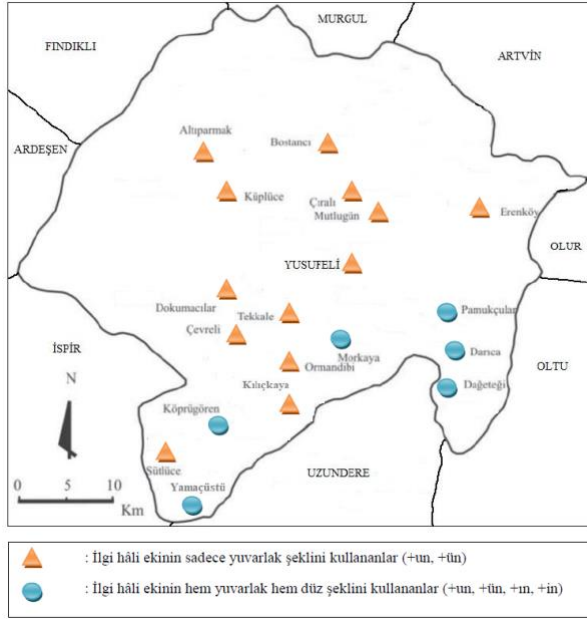 MURGUL
FINDIKLI
ARTVİN
Altıparmak
Bostancı
ARDEŞEN
Küplüce
Çıralı
Mutlugün
Erenköy
OLUR
YUSUFELİ
Dokumacılar
Tekkale
Pamukçular
Çevreli
İSPİR
Morkaya
Darıca
OLTU
Ormandibi
N
Dağeteği
Kılıçkaya
Köprügören
Sütlüce
UZUNDERE
0 5 10
Yamaçüstü
Km
: İlgi hâli ekinin sadece yuvarlak şeklini kullananlar (+un, +ün)
: İlgi hâli ekinin hem yuvarlak hem düz şeklini kullananlar (+un, +ün, +ın, +in)